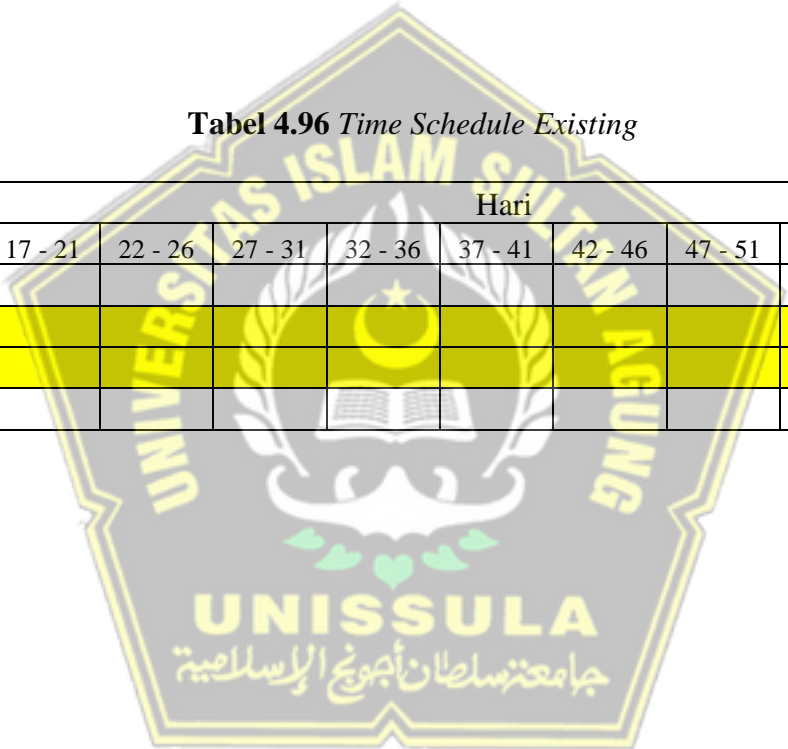 Tabel 4.96 Time Schedule Existing
Hari
17 - 21 22 - 26 27 - 31 32 - 36 37 - 41 42 - 46 47 - 51
UNIVERSITAS ISLAM SULTAN AGUNG
UNISSULA
جامعة سلطان أجونج الإسلامية